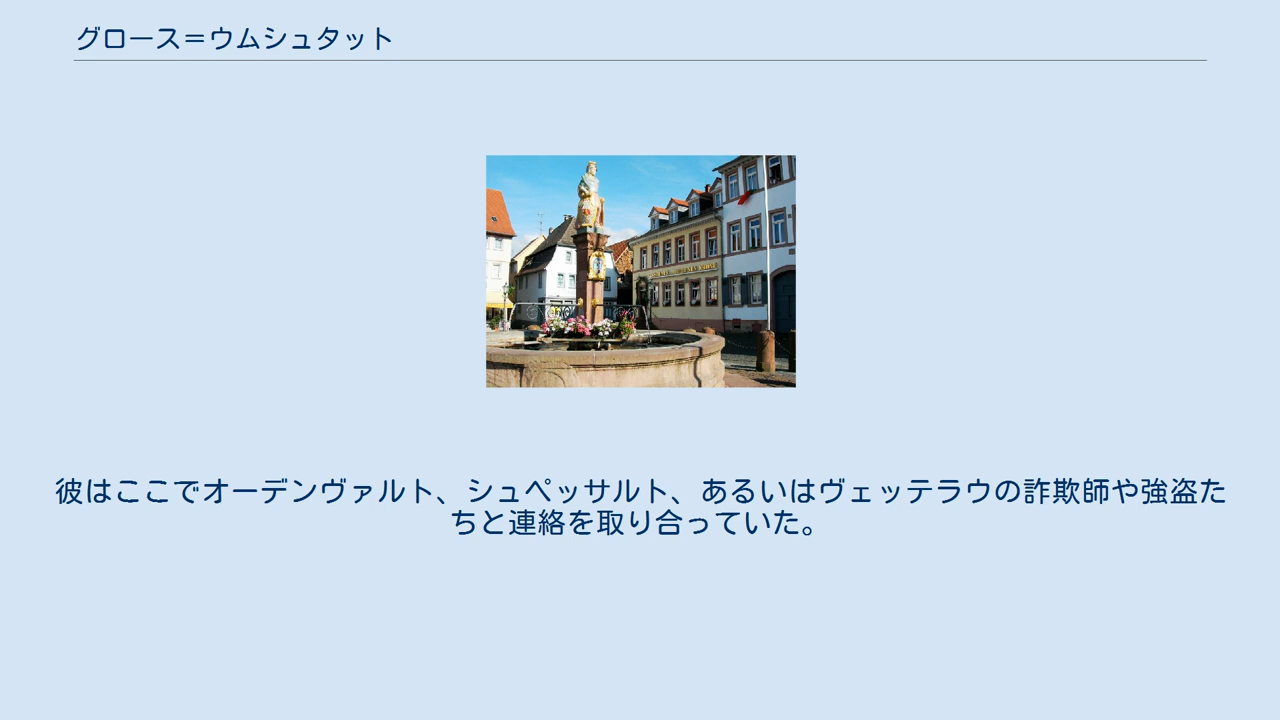 グロース＝ウムシュタット
彼はここでオーデンヴァルト、シュペッサルト、あるいはヴェッテラウの詐欺師や強盗た
ちと連絡を取り合っていた。